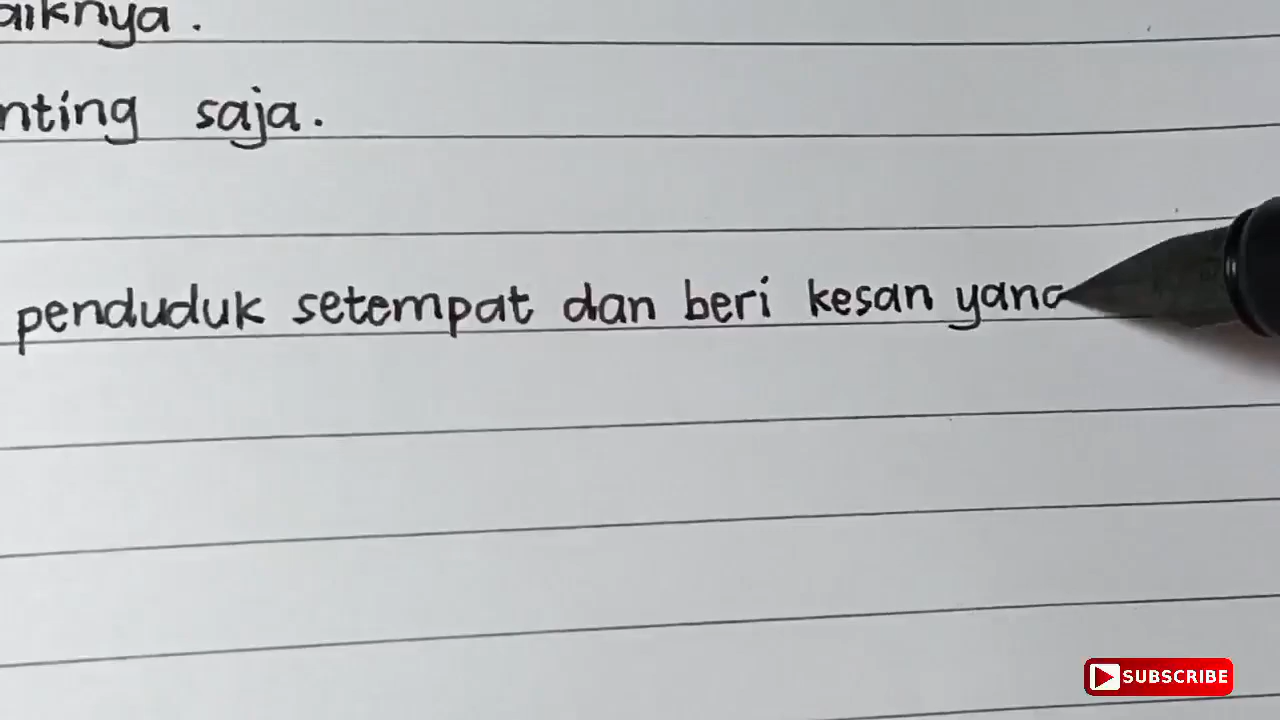 aiknya.
nting saja.
penduduk setempat dan beri kesan yang
SUBSCRIBE